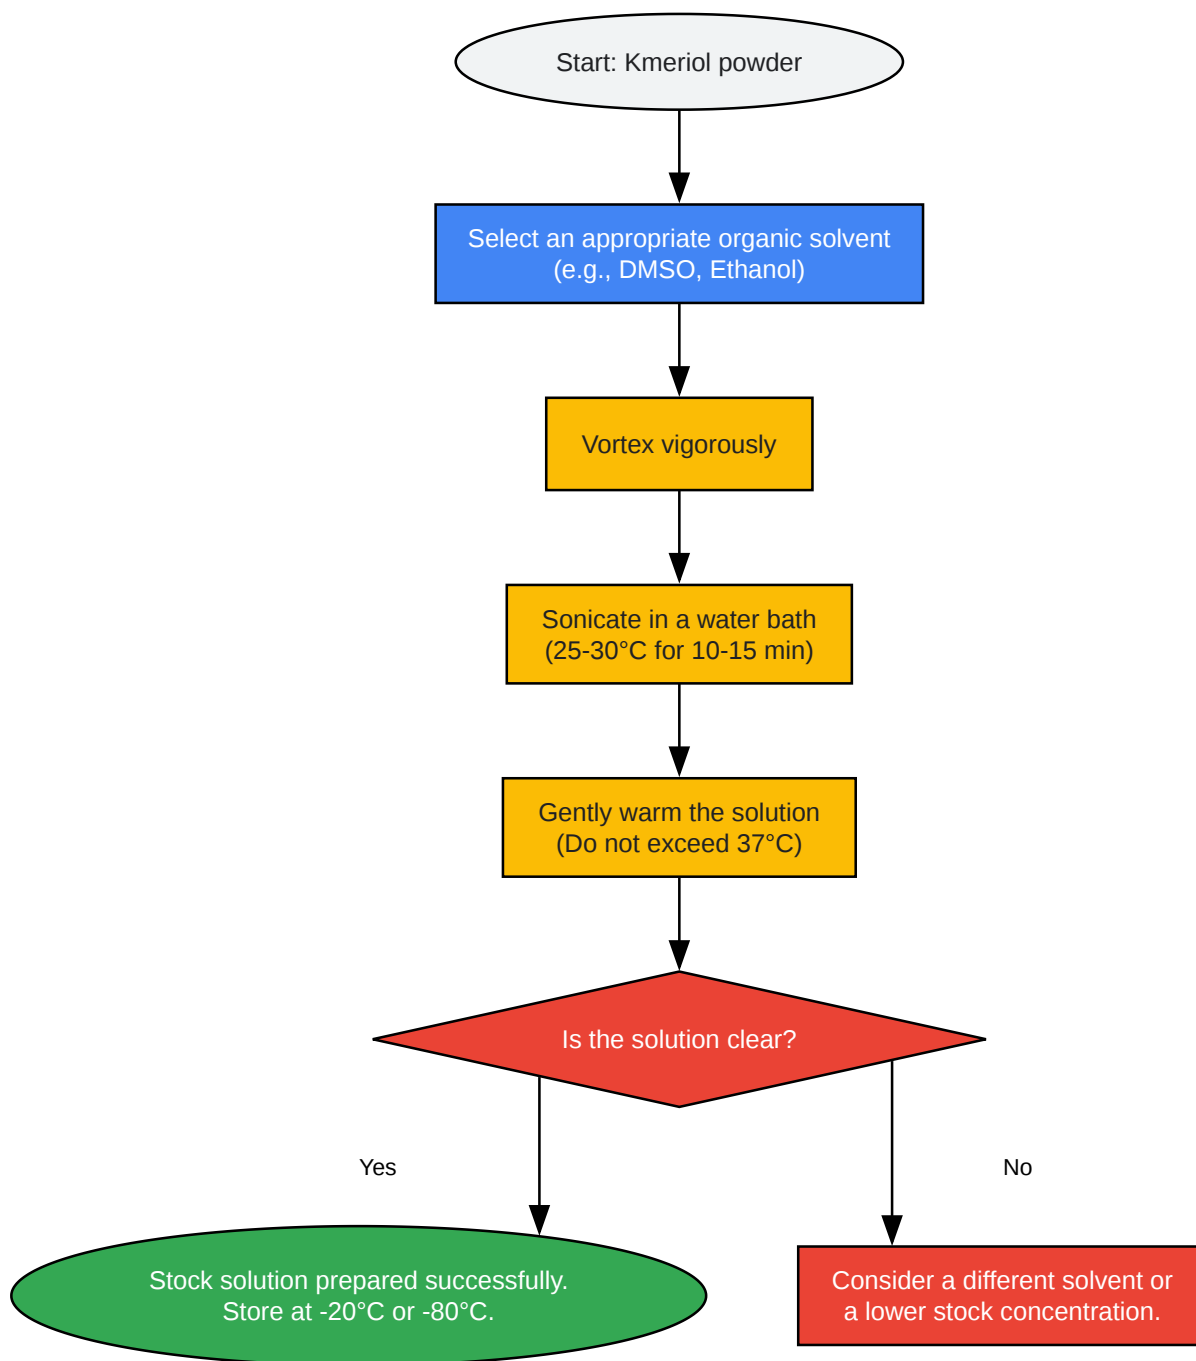 Start: Kmeriol powder
Select an appropriate organic solvent
(e.g., DMSO, Ethanol)
Vortex vigorously
Sonicate in a water bath
(25-30°C for 10-15 min)
Gently warm the solution
(Do not exceed 37°C)
Is the solution clear?
Yes
No
Stock solution prepared successfully.
Store at -20°C or -80°C.
Consider a different solvent or
a lower stock concentration.